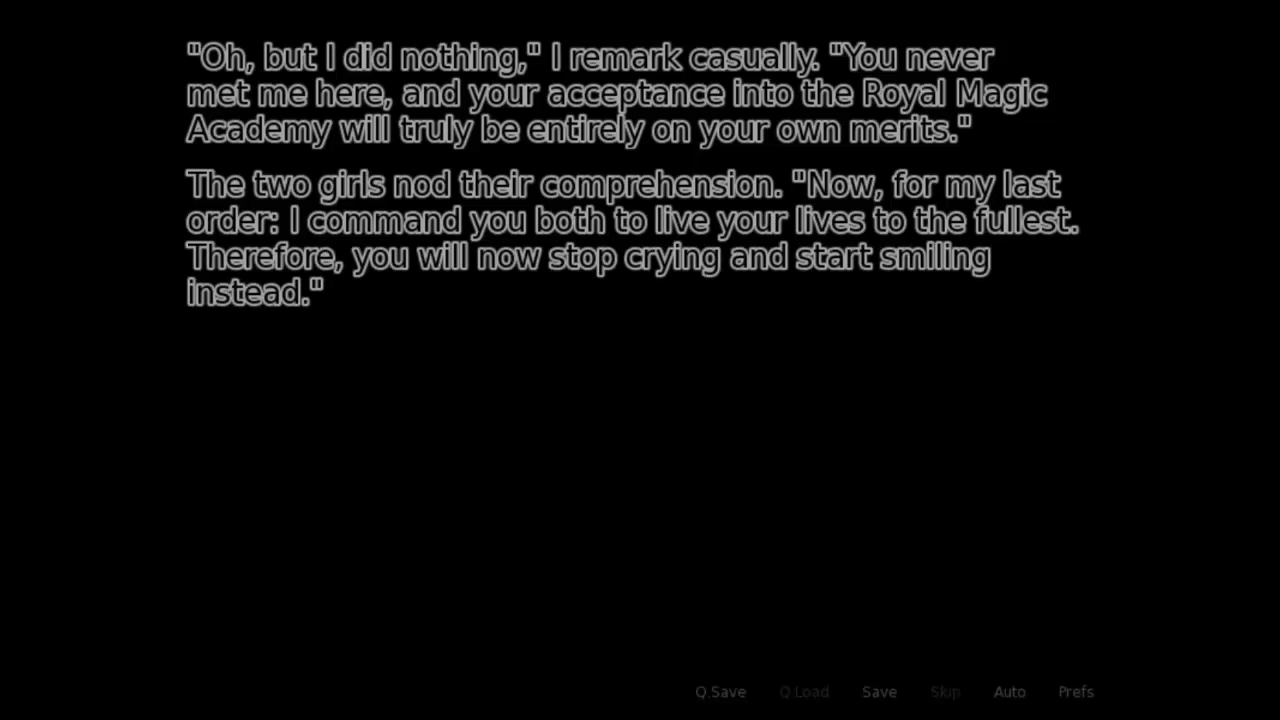 "Oh, but I did nothing," I remark casually. "You never
met me here, and your acceptance into the Royal Magic
Academy will truly be entirely on your own merits."
The two girls nod their comprehension. "Now, for my last
order: I command you both to live your lives to the fullest.
Therefore, you will now stop crying and start smiling
instead."
Q.Save Q.Load Save Skip Auto Prefs